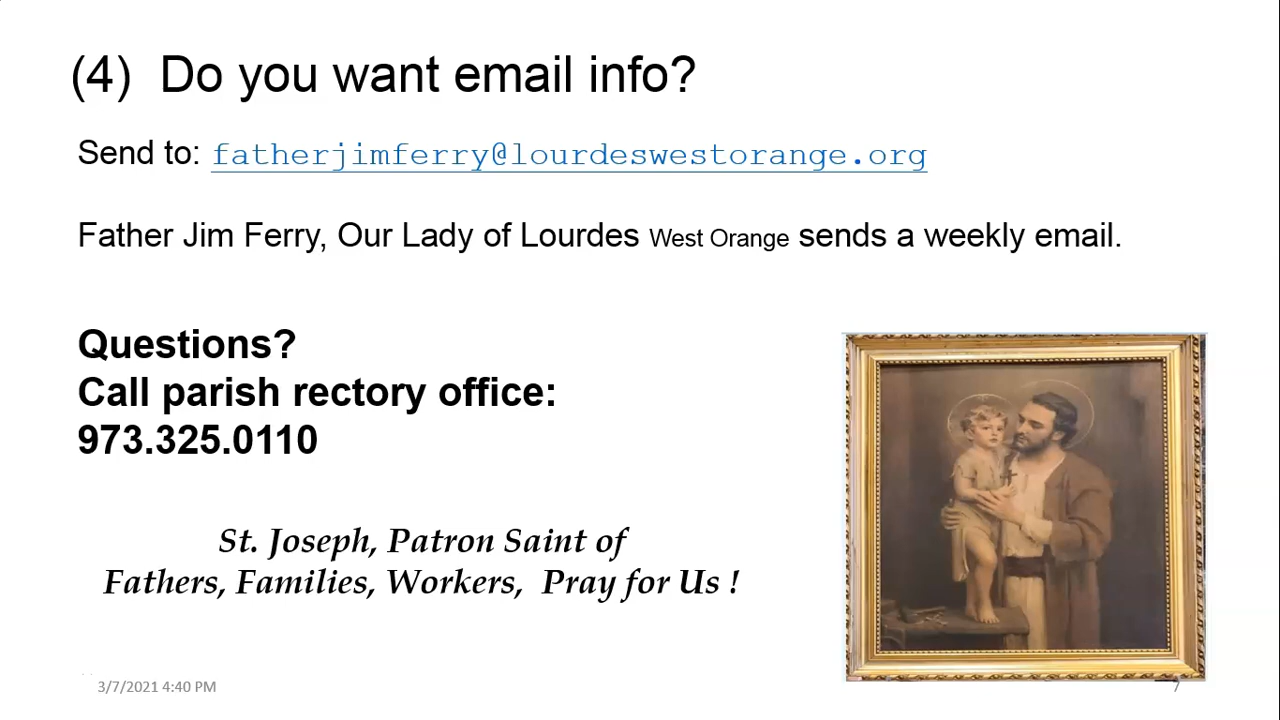 (4) Do you want email info?
Send to: fatherjimferry@lourdeswestorange.org
Father Jim Ferry, Our Lady of Lourdes West Orange sends a weekly email.
Questions?
Call parish rectory office:
973.325.0110
St. Joseph, Patron Saint of
Fathers, Families, Workers, Pray for Us !
3/7/2021 4:40 PM
7